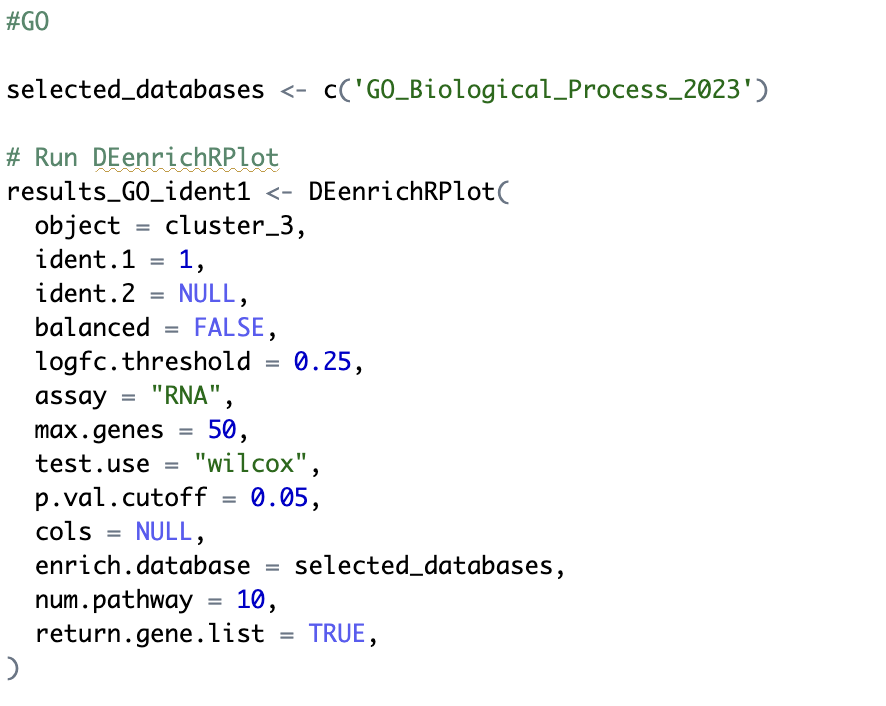 #GO
selected_databases <- c('GO_Biological_Process_2023')
# Run DEenrichRPlot
results_GO_ident1 <- DEenrichRPlot(
  object = cluster_3,
  ident.1 = 1,
  ident.2 = NULL,
  balanced = FALSE,
  logfc.threshold = 0.25,
  assay = "RNA",
  max.genes = 50,
  test.use = "wilcox",
  p.val.cutoff = 0.05,
  cols = NULL,
  enrich.database = selected_databases,
  num.pathway = 10,
  return.gene.list = TRUE,
)